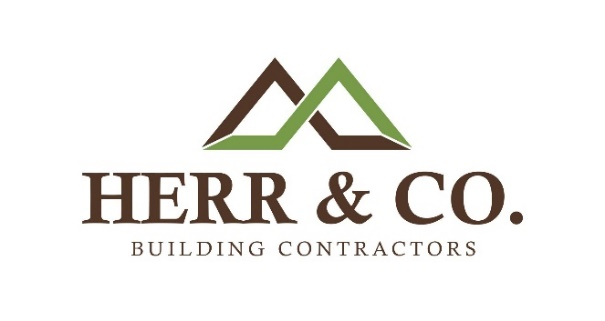 HERR & CO.
BUILDING CONTRACTORS